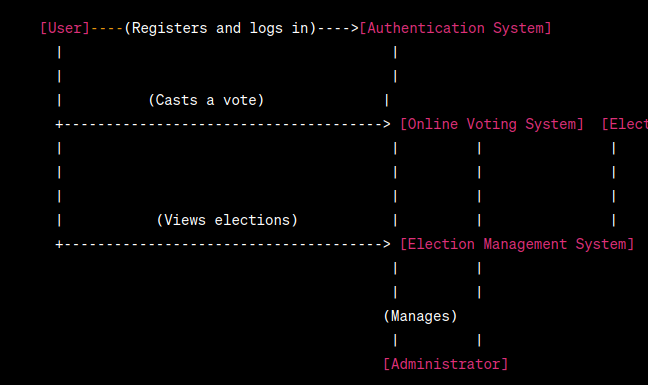 [User]----(Registers and logs in)---->[Authentication System]
(Casts a vote)
+--------------------------------------> [Online Voting System] [Elect
(Views elections)
+--------------------------------------> [Election Management System]
(Manages)
[Administrator]